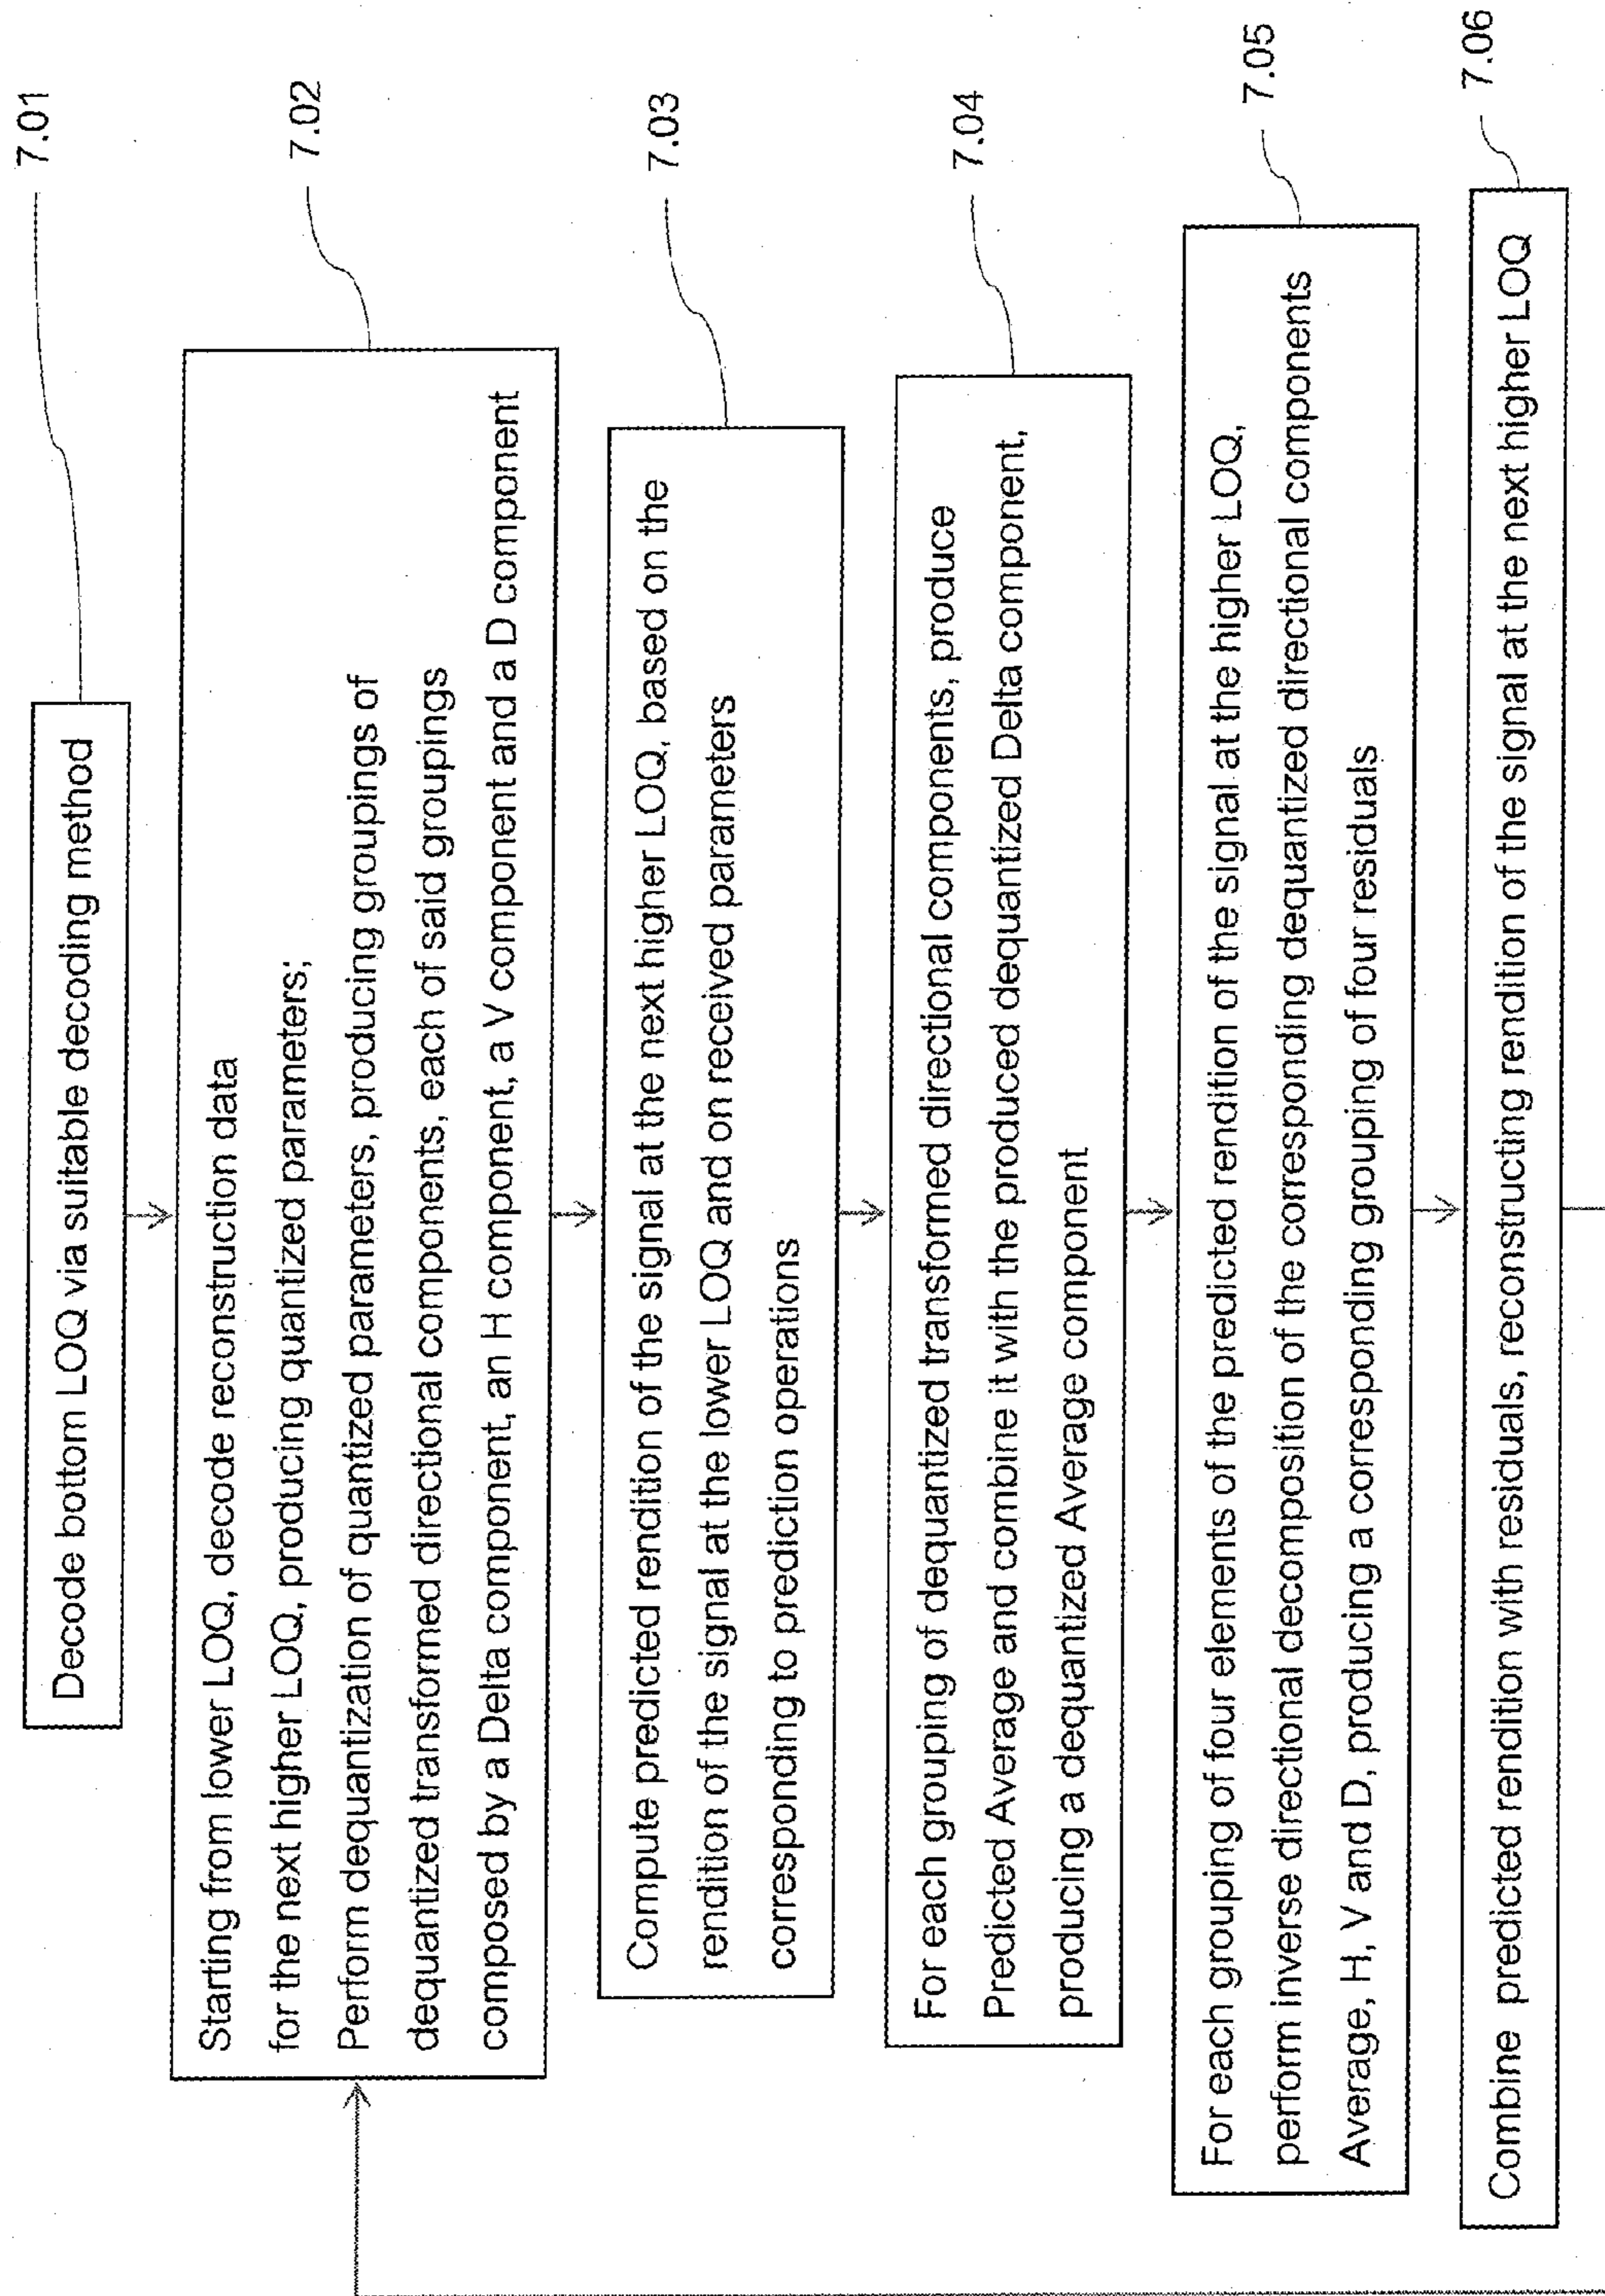 7.01
Decode bottom LOQ via suitable decoding method
7.02
Starting from lower LOQ, decode reconstruction data
for the next higher LOQ, producing quantized parameters;
Perform dequantization of quantized parameters, producing groupings of
dequantized transformed directional components, each of said groupings
composed by a Delta component, an H component, a V component and a D component
7.03
Compute predicted rendition of the signal at the next higher LOQ, based on the
rendition of the signal at the lower LOQ and on received parameters
corresponding to prediction operations
7.04
For each grouping of dequantized transformed directional components, produce
Predicted Average and combine it with the produced dequantized Delta component,
producing a dequantized Average component
7.05
For each grouping of four elements of the predicted rendition of the signal at the higher LOQ,
perform inverse directional decomposition of the corresponding dequantized directional components
Average, H, V and D, producing a corresponding grouping of four residuals
7.06
Combine predicted rendition with residuals, reconstructing rendition of the signal at the next higher LOQ